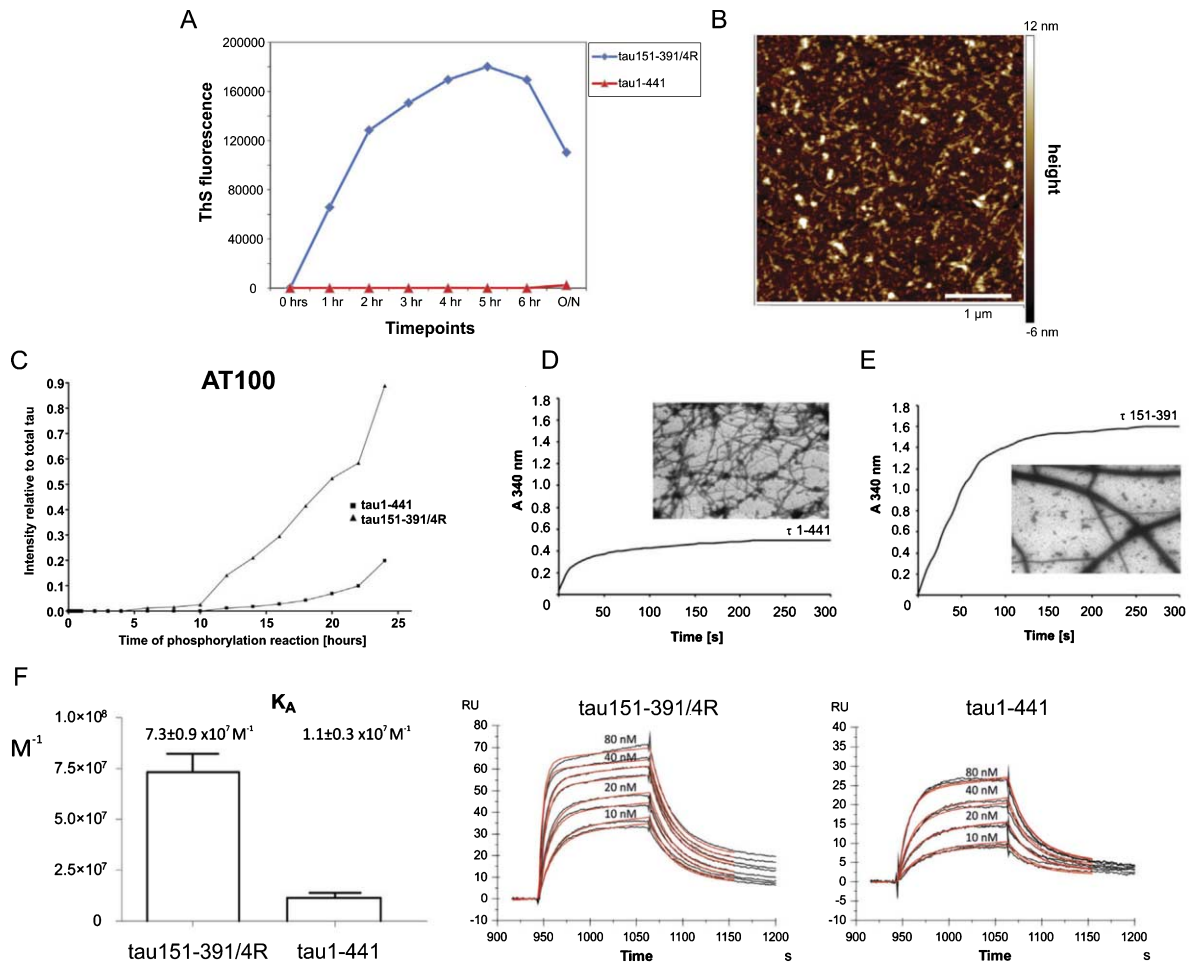 A
200000
160000
120000
80000
40000
0
ThS fluorescence
0 hrs 1 hr 2 hr 3 hr 4 hr 5 hr 6 hr O/N
Timepoints
tau151-391/4R
tau1-441
B
12 nm
height
-6 nm
1 µm
C
AT100
0.9
0.8
0.7
0.6
0.5
0.4
0.3
0.2
0.1
0.0
Intensity relative to total tau
0 5 10 15 20 25
Time of phosphorylation reaction [hours]
tau1-441
tau151-391/4R
D
1.8
1.6
1.4
1.2
1.0
0.8
0.6
0.4
0.2
0
A 340 nm
τ 1-441
50 100 150 200 250 300
Time [s]
E
1.8
1.6
1.4
1.2
1.0
0.8
0.6
0.4
0.2
0
A 340 nm
τ 151-391
50 100 150 200 250 300
Time [s]
F
KA
M-1
1.0×10⁸
7.5×10⁷
5.0×10⁷
2.5×10⁷
0
7.3±0.9 x10⁷M-1
1.1±0.3 x10⁷M-1
tau151-391/4R
tau1-441
RU
tau151-391/4R
80
70
60
50
40
30
20
10
0
-10
80 nM
40 nM
20 nM
10 nM
900 950 1000 1050 1100 1150 1200
Time
s
RU
tau1-441
40
35
30
25
20
15
10
5
0
-5
-10
80 nM
40 nM
20 nM
10 nM
900 950 1000 1050 1100 1150 1200
Time
s